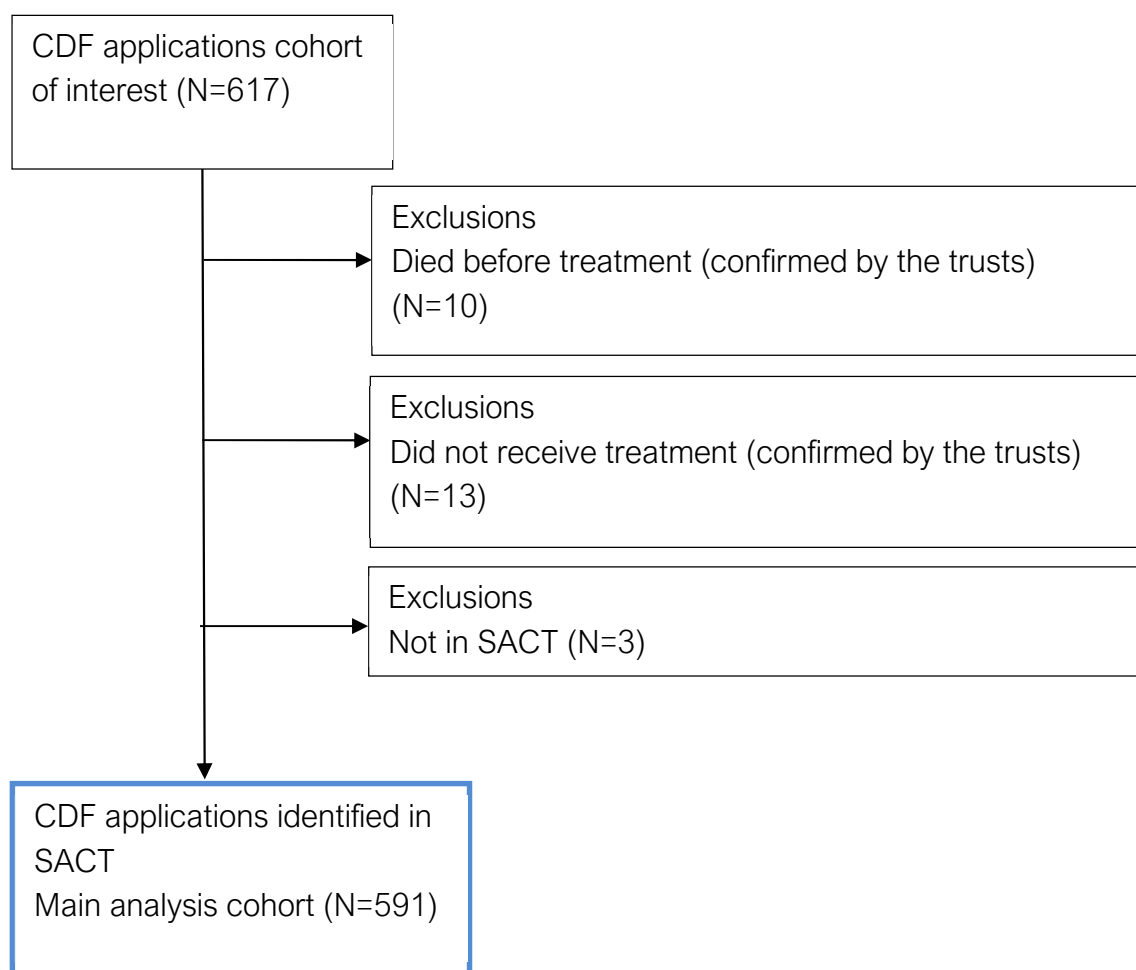 CDF applications cohort
of interest (N=617)
Exclusions
Died before treatment (confirmed by the trusts)
(N=10)
Exclusions
Did not receive treatment (confirmed by the trusts)
(N=13)
Exclusions
Not in SACT (N=3)
CDF applications identified in
SACT
Main analysis cohort (N=591)